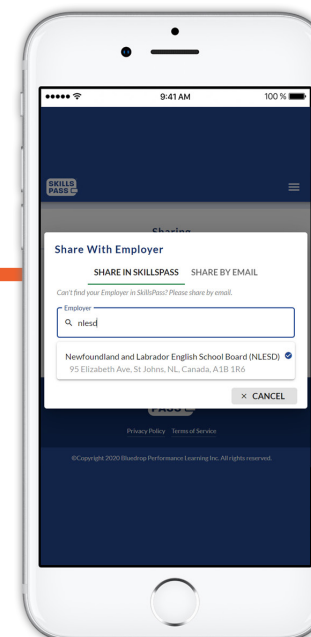 9:41 AM
100 %
SKILLS
PASS
Sharing
Share With Employer
SHARE IN SKILLSPASS SHARE BY EMAIL
Can't find your Employer in SkillsPass? Please share by email.
Employer
nlesd
Newfoundland and Labrador English School Board (NLESD)
95 Elizabeth Ave, St Johns, NL, Canada, A1B 1R6
× CANCEL
PASS
Privacy Policy Terms of Service
©Copyright 2020 Bluedrop Performance Learning Inc. All rights reserved.